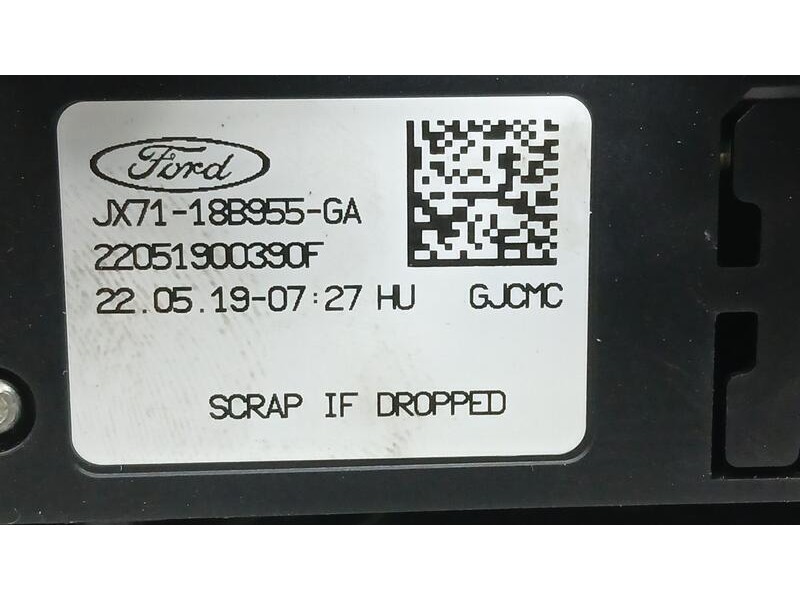 Ford
JX71-18B955-GA
22051900390F
22.05.19-07:27 HU GJCMC
SCRAP IF DROPPED